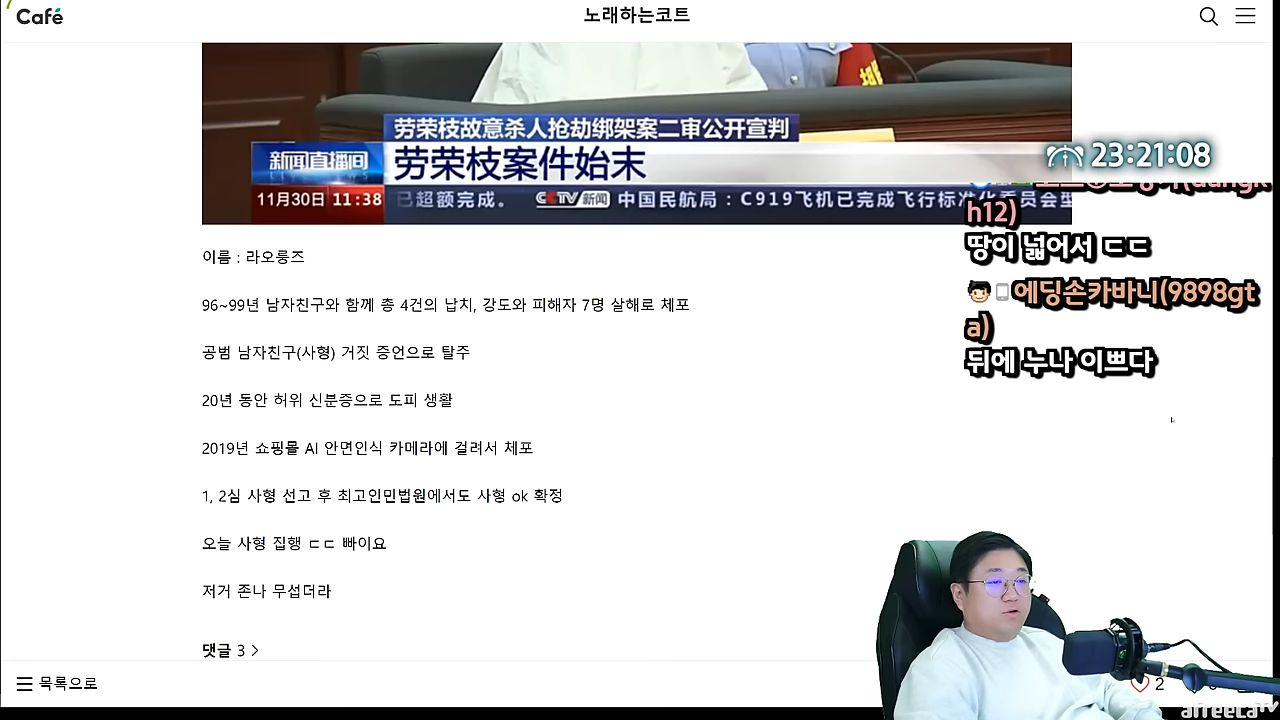 Café
노래하는코트
劳荣枝故意杀人抢劫绑架案二审公开宣判
新闻直播间
劳荣枝案件始末
11月30日 11:38
已超额完成。 CCTV 新闻 中国民航局：C919飞机已完成飞行标准化委员会型
23:21:08
h12)
땅이 넓어서 ㄷㄷ
에딩손카바니(9898gt
a)
뒤에 누나 이쁘다
이름 : 라오룽즈
96~99년 남자친구와 함께 총 4건의 납치, 강도와 피해자 7명 살해로 체포
공범 남자친구(사형) 거짓 증언으로 탈주
20년 동안 허위 신분증으로 도피 생활
2019년 쇼핑몰 AI 안면인식 카메라에 걸려서 체포
1, 2심 사형 선고 후 최고인민법원에서도 사형 ok 확정
오늘 사형 집행 ㄷㄷ 빠이요
저거 존나 무섭더라
댓글 3 >
목록으로
2
afreecaTV